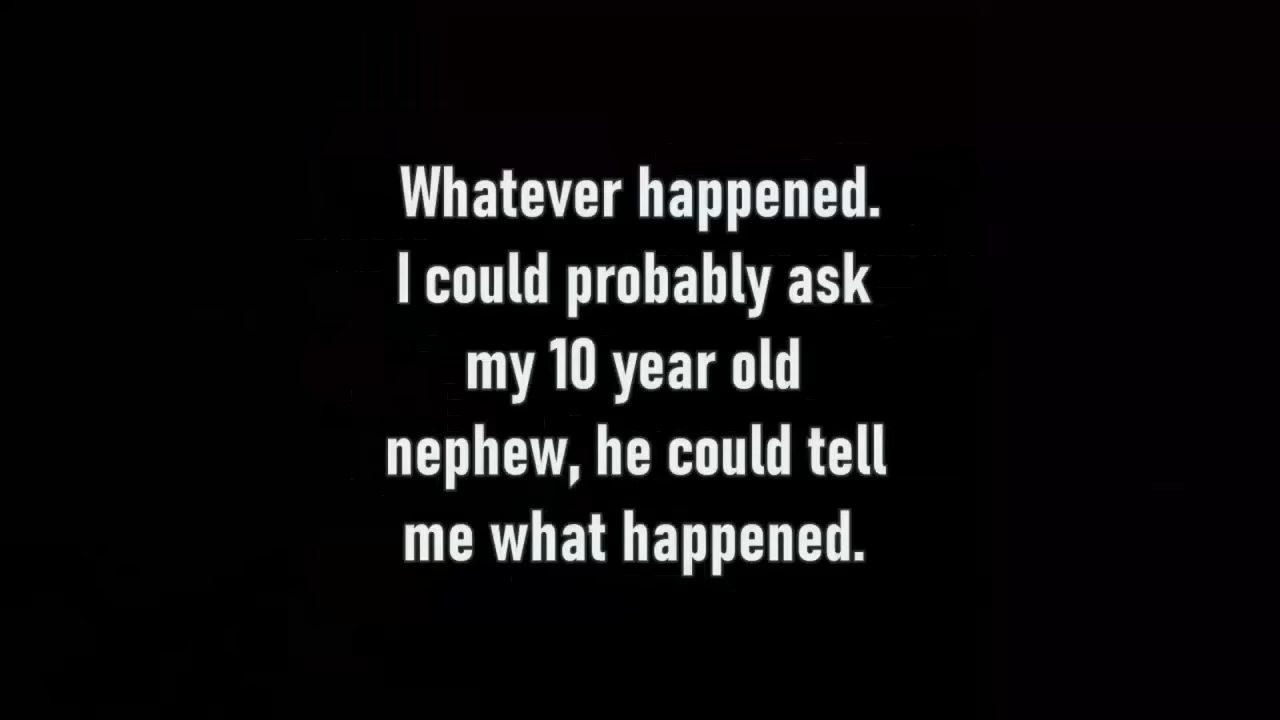 Whatever happened.
I could probably ask
my 10 year old
nephew, he could tell
me what happened.